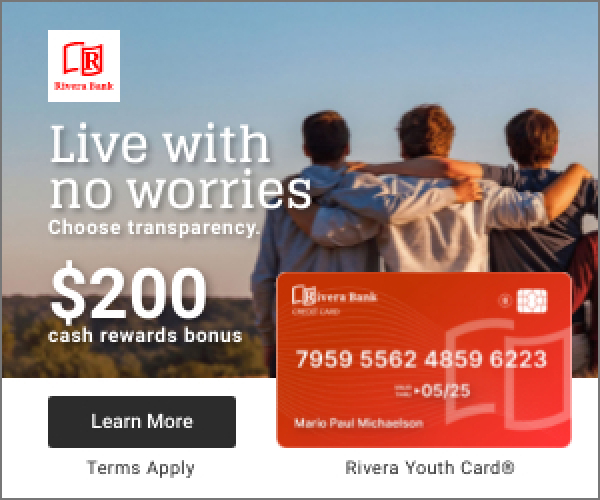 Rivera Bank
Live with
no worries
Choose transparency.
$200
cash rewards bonus
Rivera Bank
CREDIT CARD
7959 5562 4859 6223
VALID THRU 05/25
Mario Paul Michaelson
Learn More
Terms Apply
Rivera Youth Card®